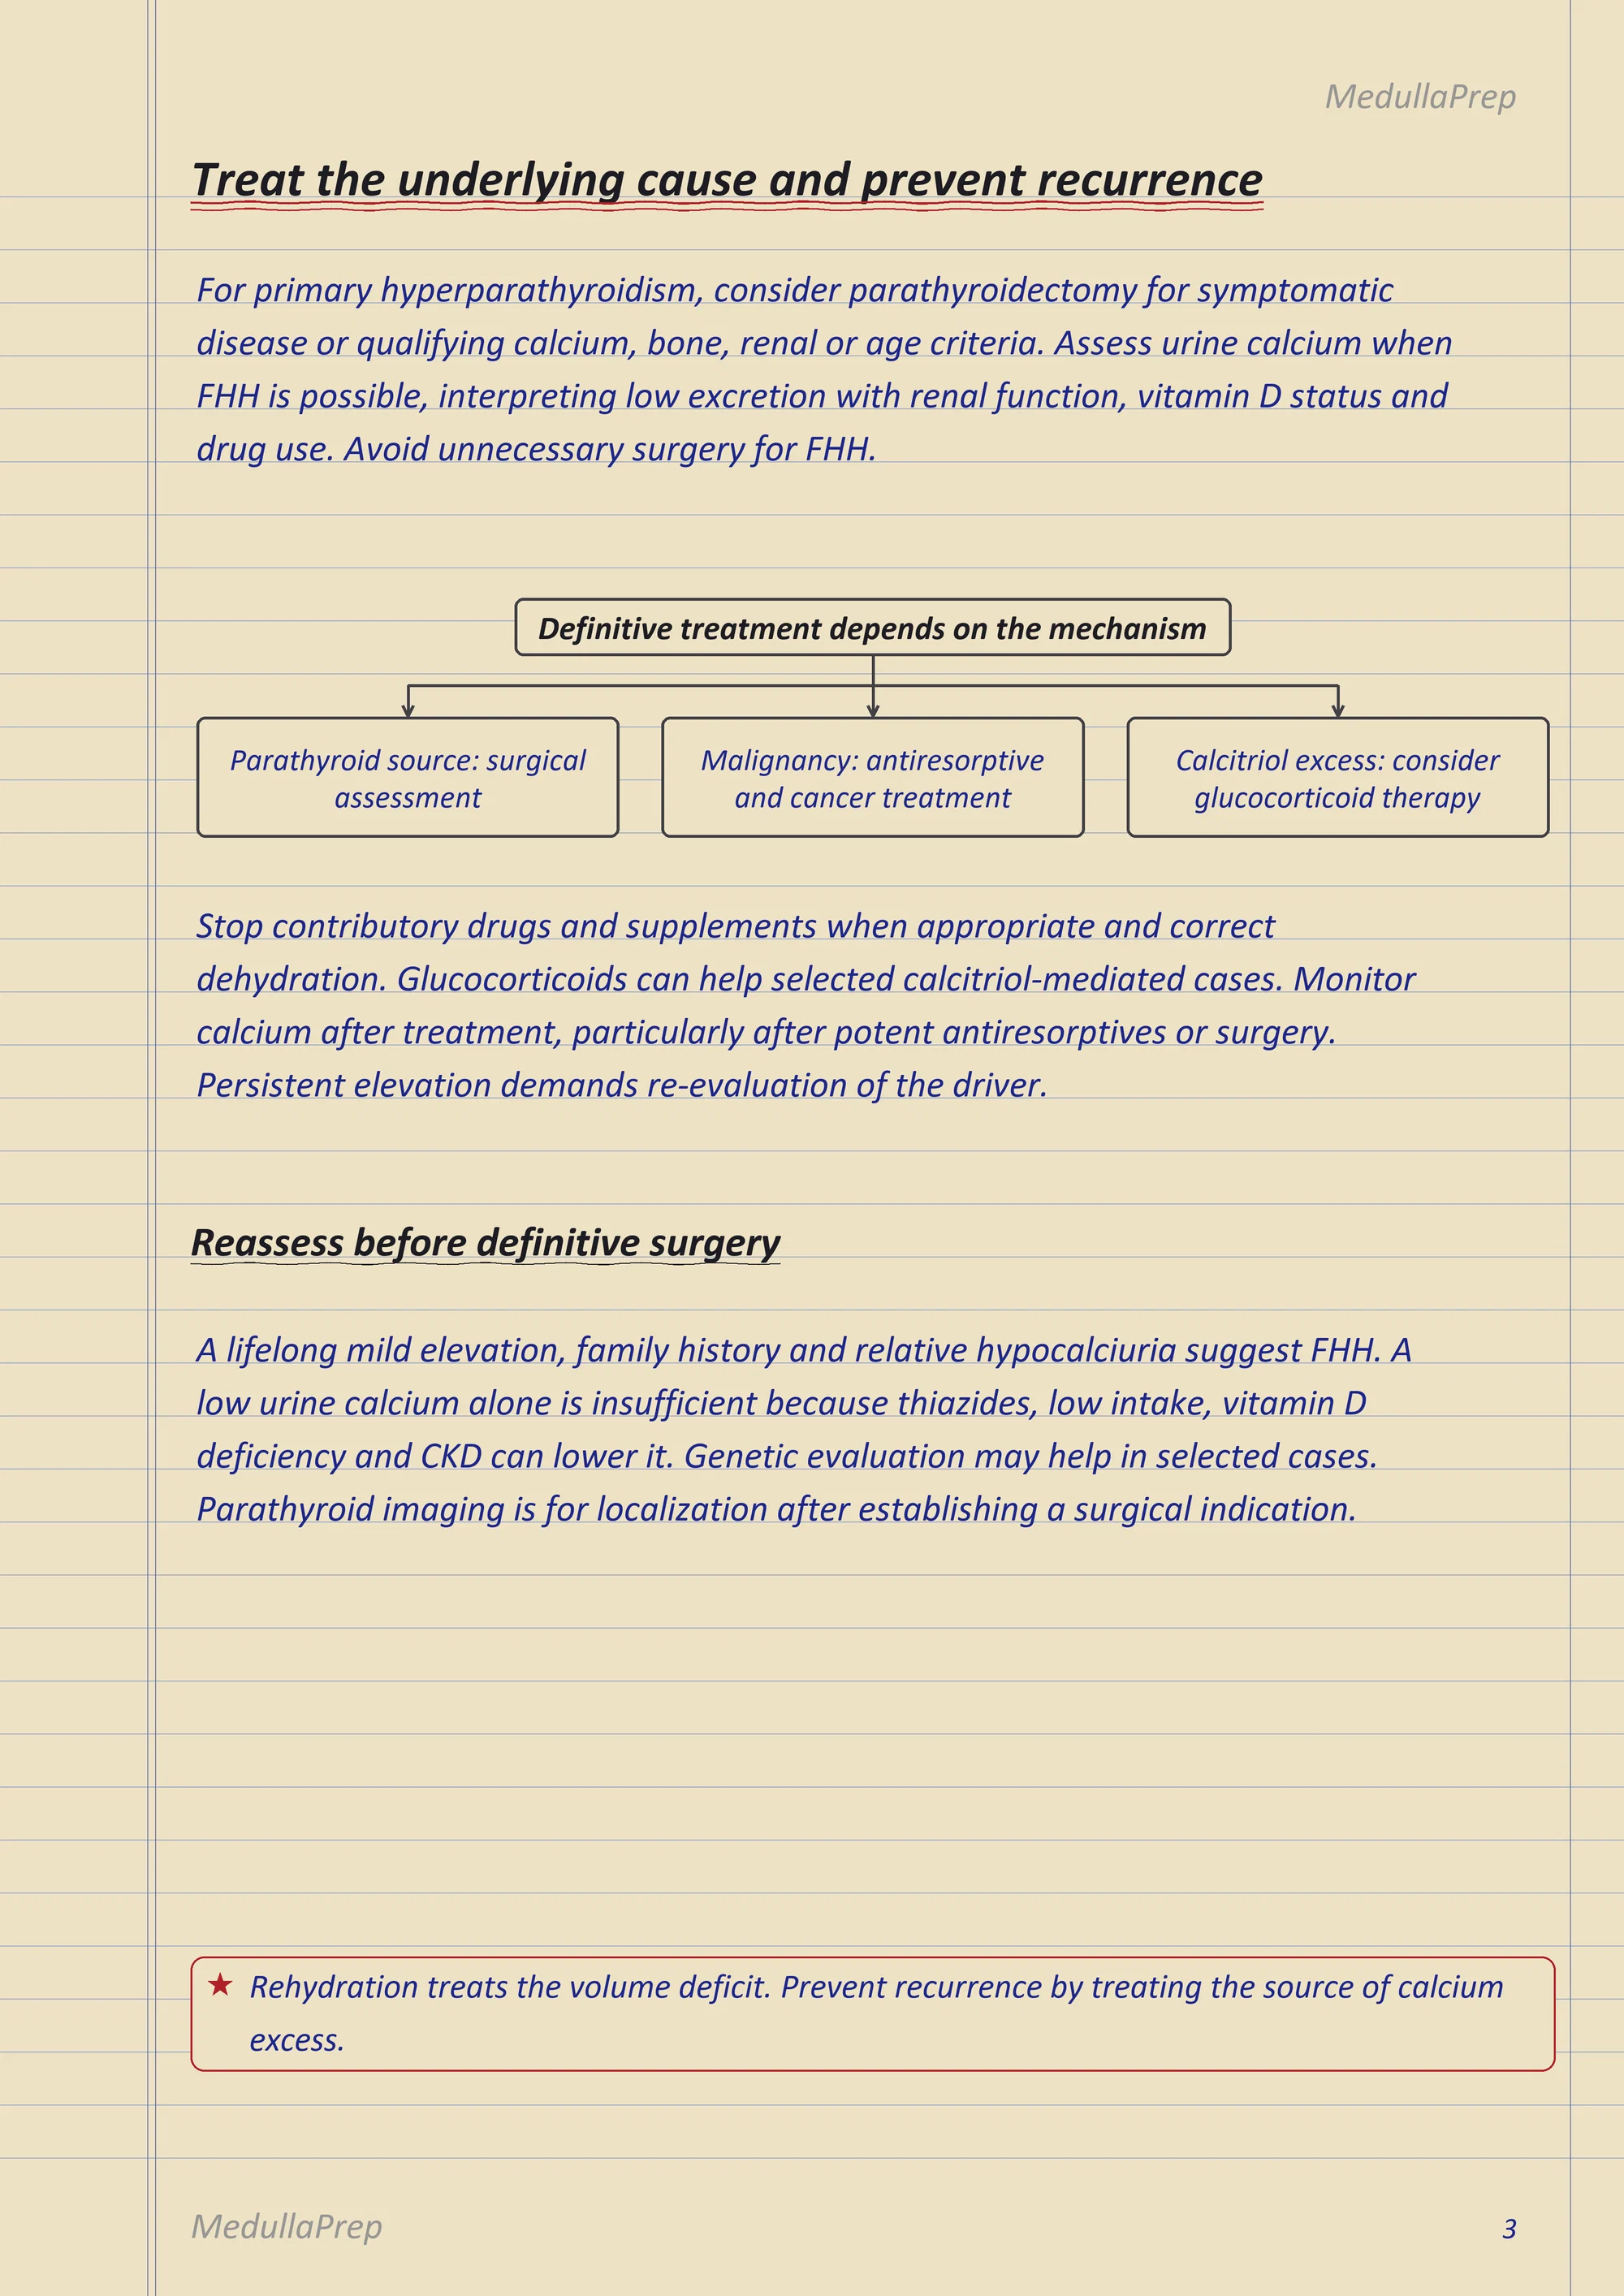 MedullaPrep
Treat the underlying cause and prevent recurrence
For primary hyperparathyroidism, consider parathyroidectomy for symptomatic
disease or qualifying calcium, bone, renal or age criteria. Assess urine calcium when
FHH is possible, interpreting low excretion with renal function, vitamin D status and
drug use. Avoid unnecessary surgery for FHH.
Definitive treatment depends on the mechanism
Parathyroid source: surgical
assessment
Malignancy: antiresorptive
and cancer treatment
Calcitriol excess: consider
glucocorticoid therapy
Stop contributory drugs and supplements when appropriate and correct
dehydration. Glucocorticoids can help selected calcitriol-mediated cases. Monitor
calcium after treatment, particularly after potent antiresorptives or surgery.
Persistent elevation demands re-evaluation of the driver.
Reassess before definitive surgery
A lifelong mild elevation, family history and relative hypocalciuria suggest FHH. A
low urine calcium alone is insufficient because thiazides, low intake, vitamin D
deficiency and CKD can lower it. Genetic evaluation may help in selected cases.
Parathyroid imaging is for localization after establishing a surgical indication.
★ Rehydration treats the volume deficit. Prevent recurrence by treating the source of calcium
excess.
MedullaPrep
3